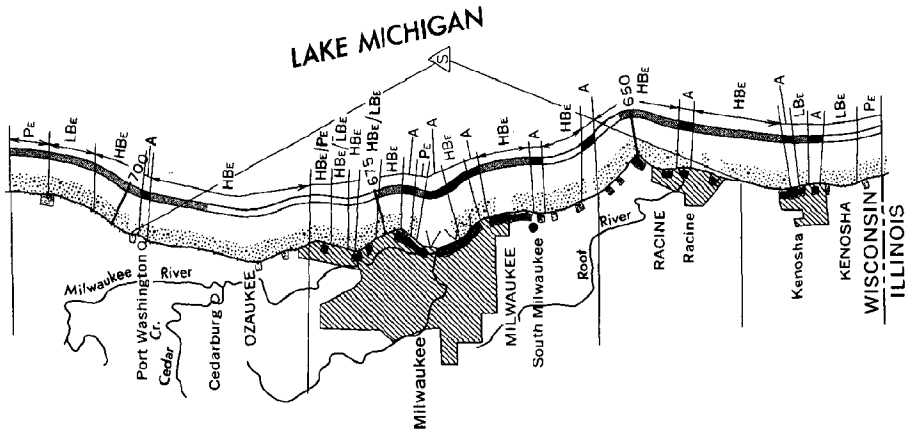 LAKE MICHIGAN
S
PE
LBE
HBE
700
A
HBE
HBE/PE
HBE/LBE
HBE
675 HBE/LBE
HBE
A
PE
A
HBE
A
HBE
A
HBE
A
650
HBE
A
HBE
A
LBE
A
LBE
PE
Milwaukee River
Port Washington
Cedar Cr.
Cedarburg
OZAUKEE
Milwaukee
MILWAUKEE
South Milwaukee
Root River
RACINE
Racine
Kenosha
KENOSHA
WISCONSIN
ILLINOIS